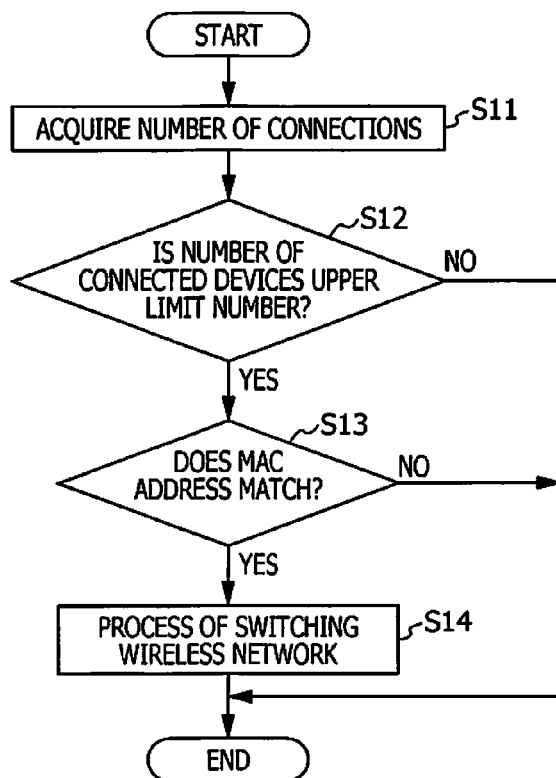 START
ACQUIRE NUMBER OF CONNECTIONS
S11
S12
IS NUMBER OF
CONNECTED DEVICES UPPER
LIMIT NUMBER?
NO
YES
S13
DOES MAC
ADDRESS MATCH?
NO
YES
PROCESS OF SWITCHING
WIRELESS NETWORK
S14
END